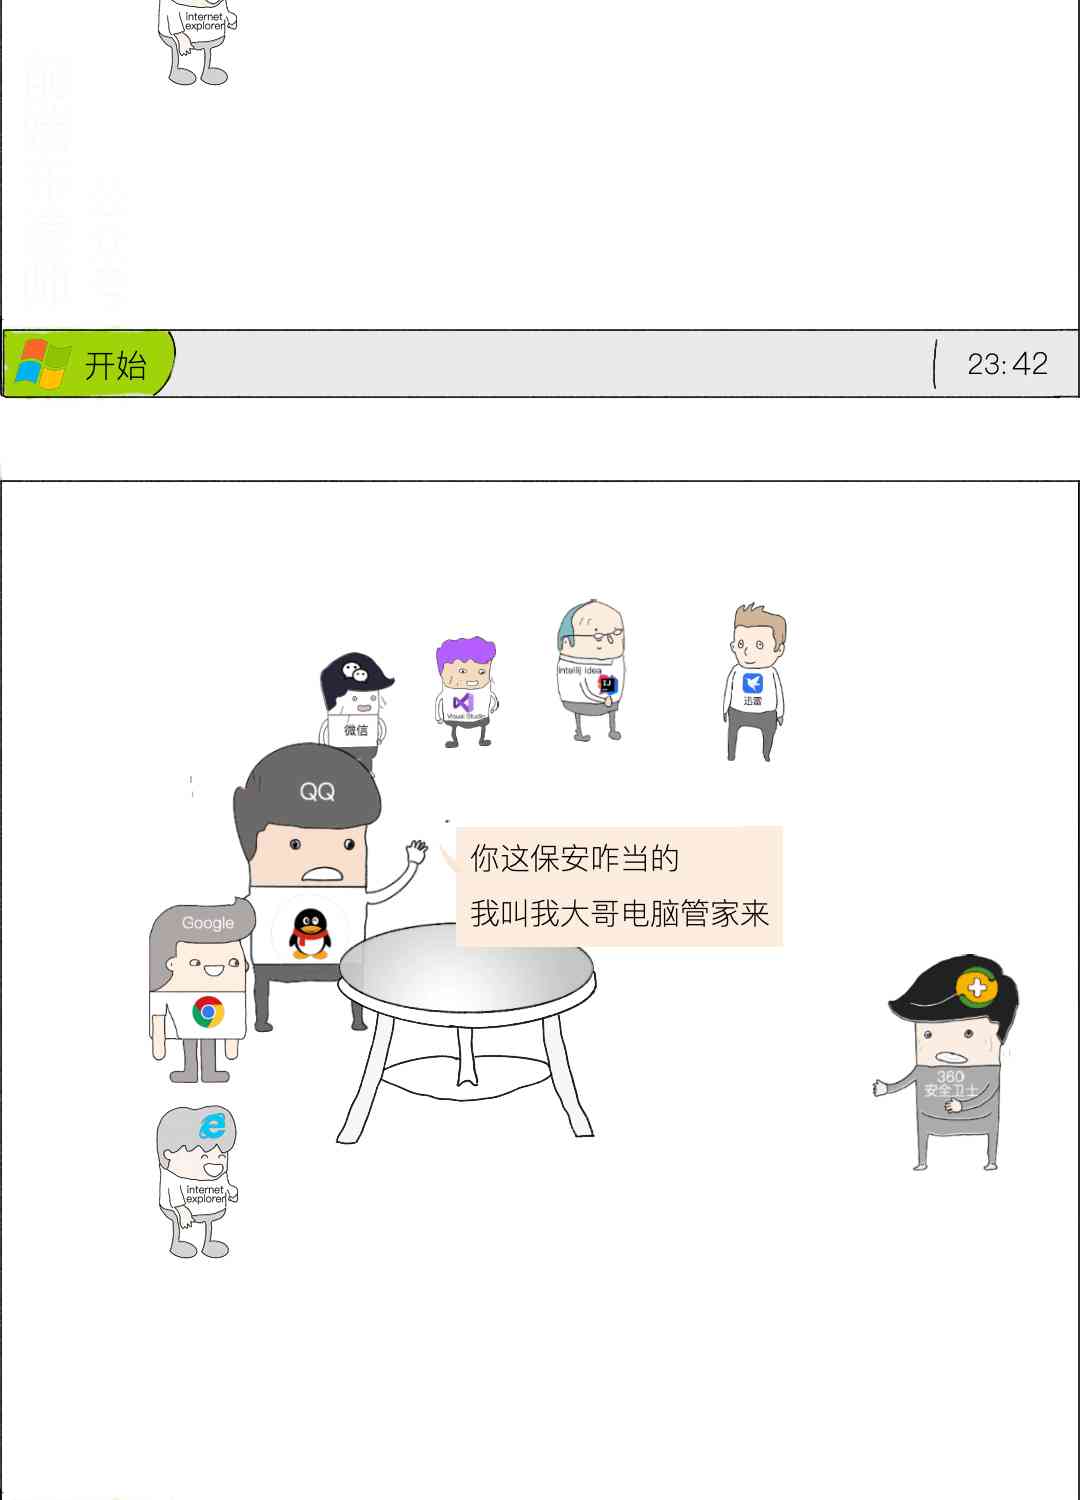 internet
explorer
开始
23:42
微信
Visual Studio
intellij idea
IJ
迅雷
QQ
你这保安咋当的
我叫我大哥电脑管家来
Google
360
安全卫士
internet
explorer